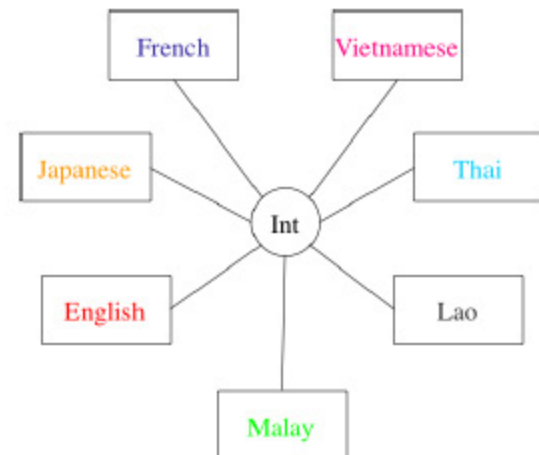 French
Vietnamese
Japanese
Thai
Int
English
Lao
Malay